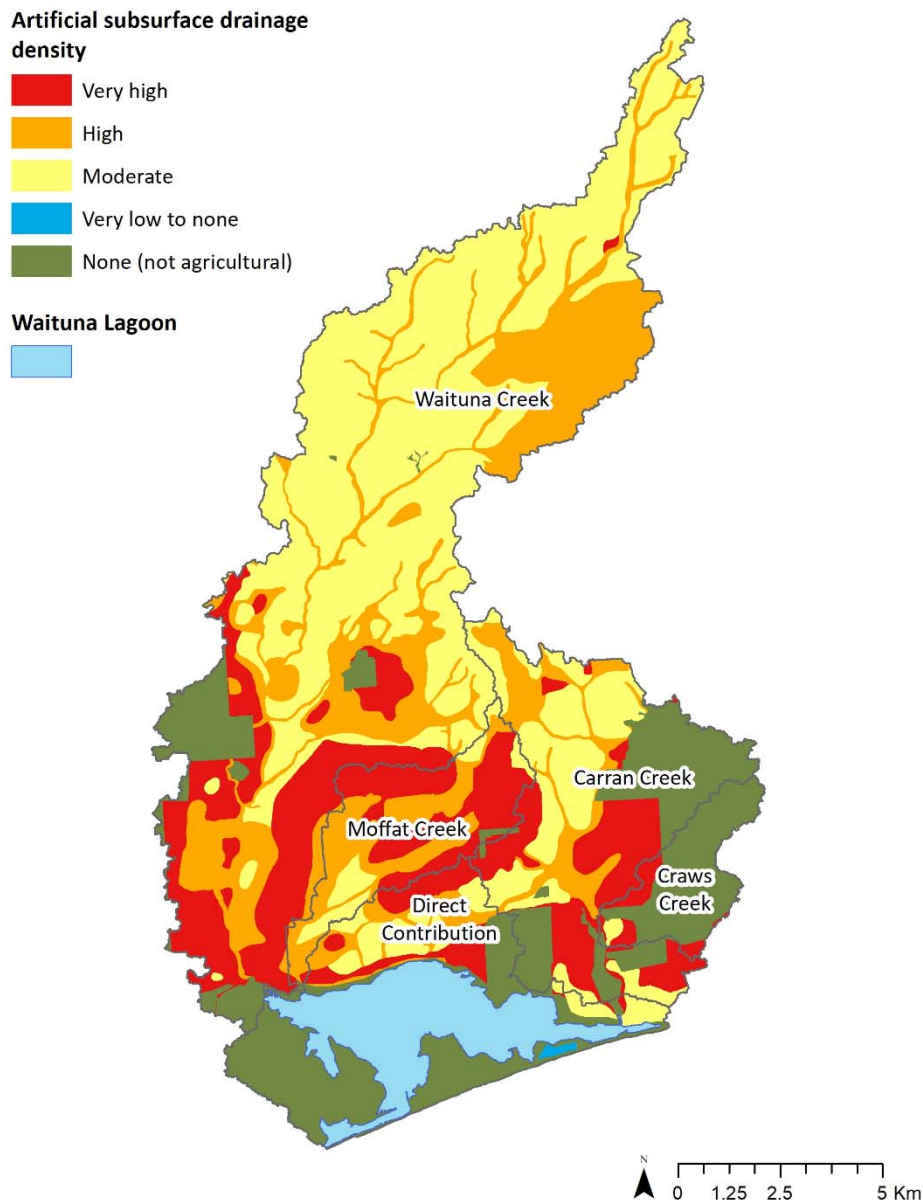 Artificial subsurface drainage
density
Very high
High
Moderate
Very low to none
None (not agricultural)
Waituna Lagoon
Waituna Creek
Carran Creek
Moffat Creek
Craws
Creek
Direct
Contribution
N
0 1.25 2.5 5 Km